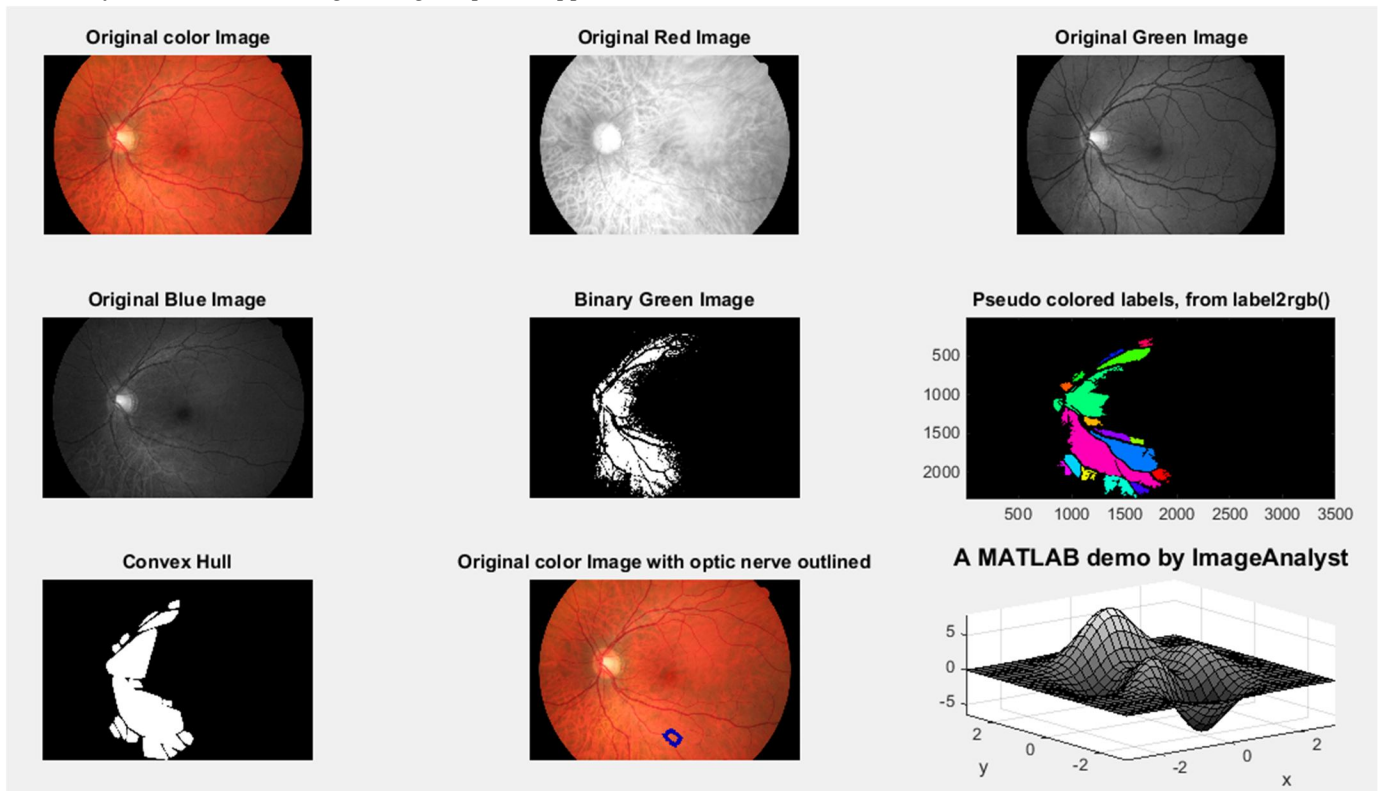 Original color Image
Original Red Image
Original Green Image
Original Blue Image
Binary Green Image
Pseudo colored labels, from label2rgb()
500
1000
1500
2000
500 1000 1500 2000 2500 3000 3500
Convex Hull
Original color Image with optic nerve outlined
A MATLAB demo by ImageAnalyst
5
0
-5
2 0 -2
y
-2 0 2
x